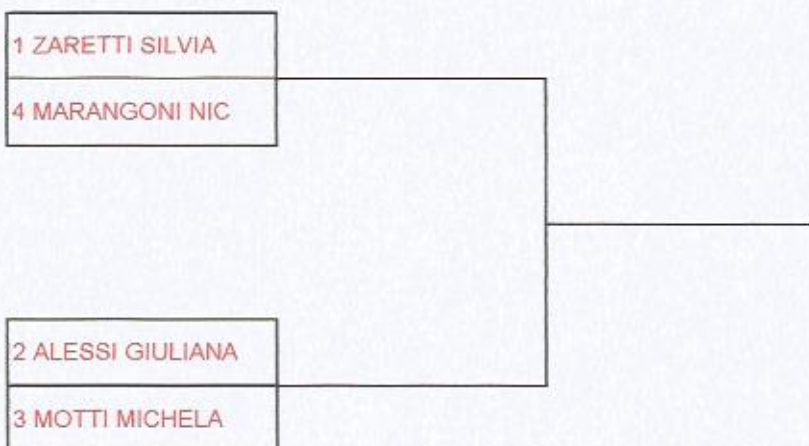 1 ZARETTI SILVIA
4 MARANGONI NIC
2 ALESSI GIULIANA
3 MOTTI MICHELA